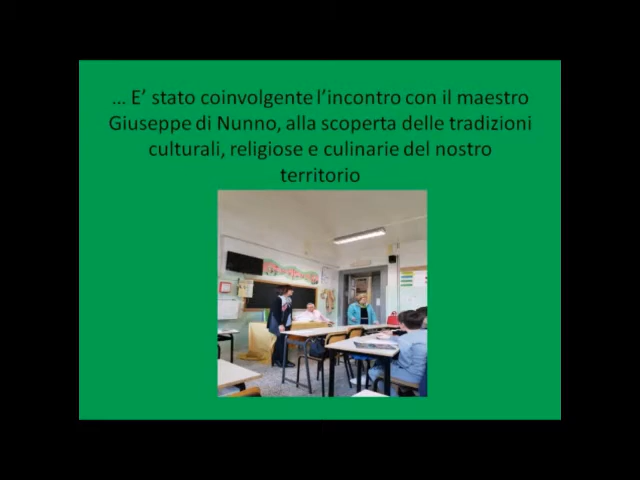 ... E’ stato coinvolgente l’incontro con il maestro
Giuseppe di Nunno, alla scoperta delle tradizioni
culturali, religiose e culinarie del nostro
territorio